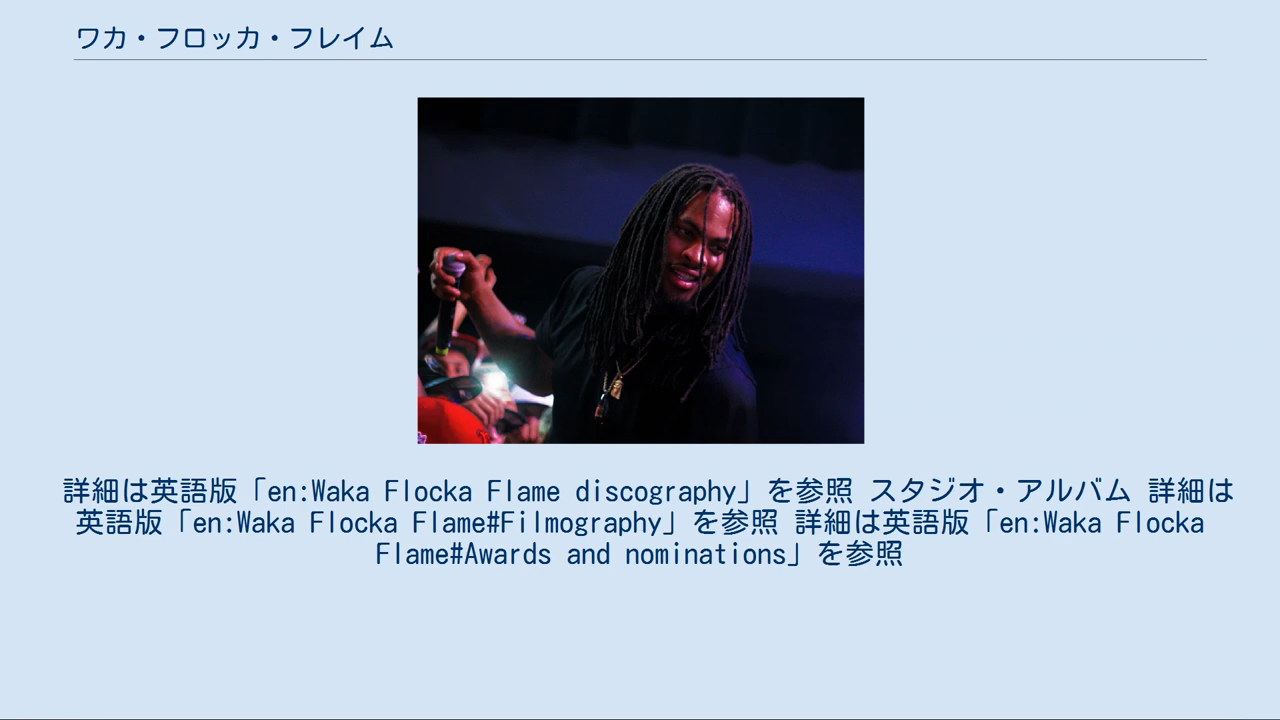 ワカ・フロッカ・フレイム
詳細は英語版「en:Waka Flocka Flame discography」を参照 スタジオ・アルバム 詳細は
英語版「en:Waka Flocka Flame#Filmography」を参照 詳細は英語版「en:Waka Flocka
Flame#Awards and nominations」を参照